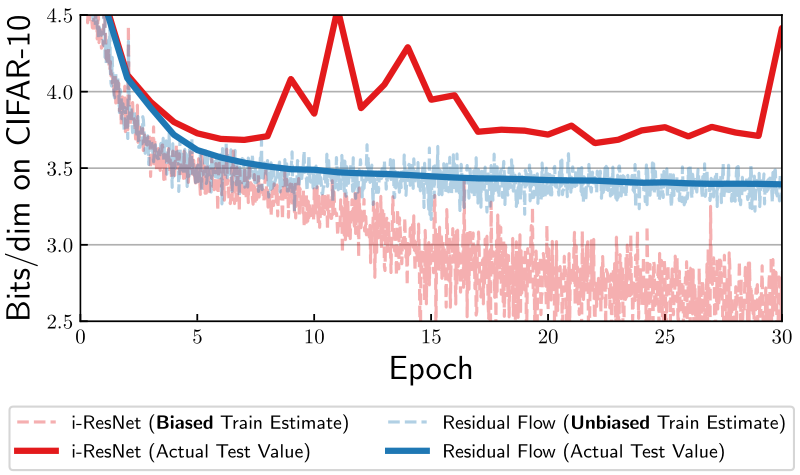 Bits/dim on CIFAR-10
4.5
4.0
3.5
3.0
2.5
0 5 10 15 20 25 30
Epoch
i-ResNet (Biased Train Estimate)
i-ResNet (Actual Test Value)
Residual Flow (Unbiased Train Estimate)
Residual Flow (Actual Test Value)